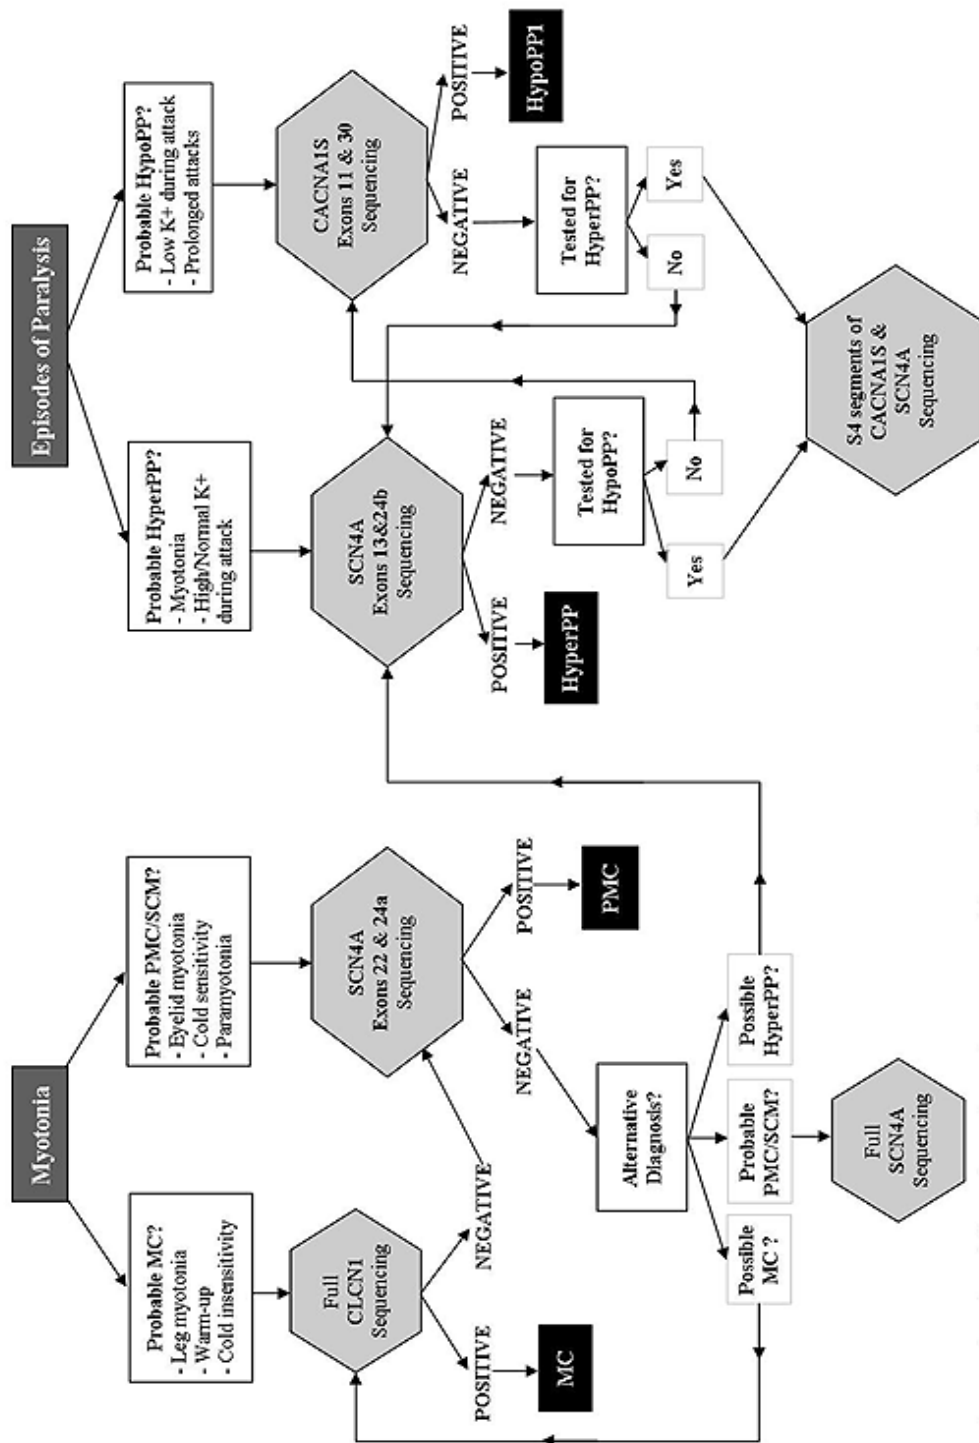 Myotonia
Probable MC?
- Leg myotonia
- Warm-up
- Cold insensitivity
Probable PMC/SCM?
- Eyelid myotonia
- Cold sensitivity
- Paramyotonia
Full
CLCN1
Sequencing
SCN4A
Exons 22 & 24a
Sequencing
POSITIVE
NEGATIVE
MC
NEGATIVE
POSITIVE
PMC
Alternative
Diagnosis?
Possible
MC ?
Probable
PMC/SCM?
Possible
HyperPP?
Full
SCN4A
Sequencing
Episodes of Paralysis
Probable HyperPP?
- Myotonia
- High/Normal K+
during attack
Probable HypoPP?
- Low K+ during attack
- Prolonged attacks
SCN4A
Exons 13&24b
Sequencing
CACNA1S
Exons 11 & 30
Sequencing
POSITIVE
NEGATIVE
HyperPP
Tested for
HypoPP?
Yes
No
NEGATIVE
POSITIVE
HypoPP1
Tested for
HyperPP?
No
Yes
S4 segments of
CACNA1S &
SCN4A
Sequencing